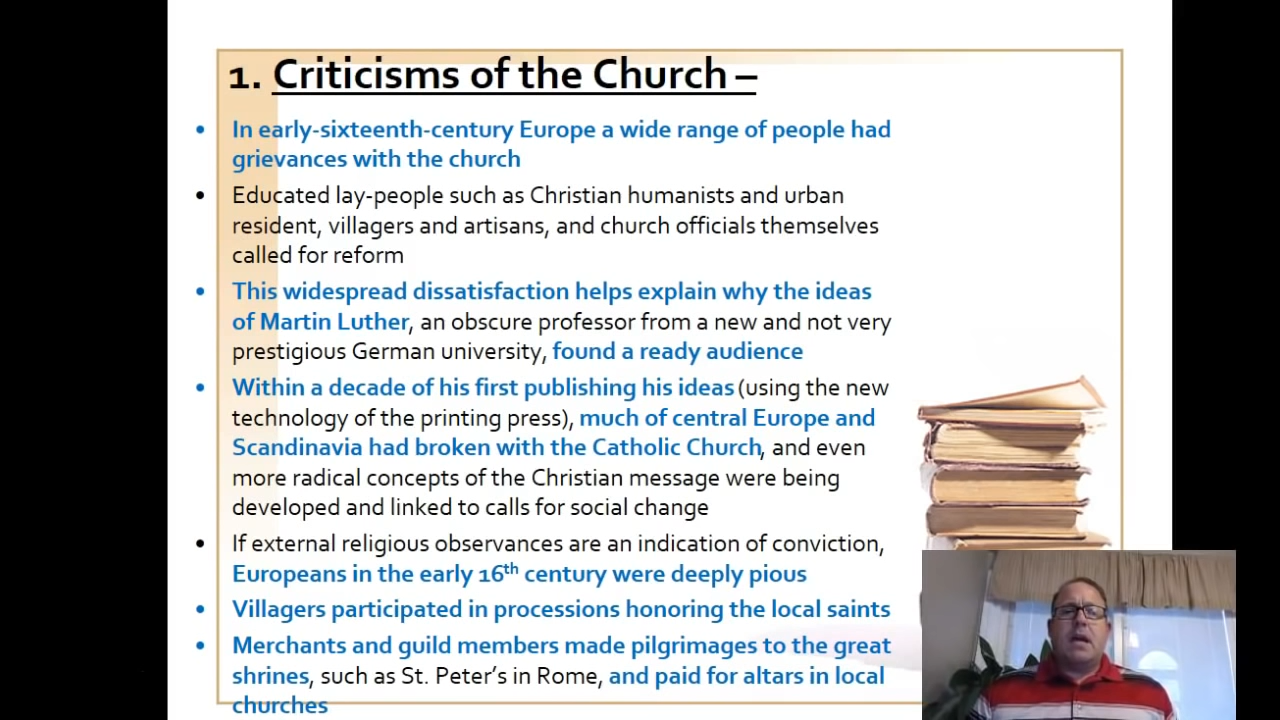 1. Criticisms of the Church –
• In early-sixteenth-century Europe a wide range of people had
grievances with the church
• Educated lay-people such as Christian humanists and urban
resident, villagers and artisans, and church officials themselves
called for reform
• This widespread dissatisfaction helps explain why the ideas
of Martin Luther, an obscure professor from a new and not very
prestigious German university, found a ready audience
• Within a decade of his first publishing his ideas (using the new
technology of the printing press), much of central Europe and
Scandinavia had broken with the Catholic Church, and even
more radical concepts of the Christian message were being
developed and linked to calls for social change
• If external religious observances are an indication of conviction,
Europeans in the early 16th century were deeply pious
• Villagers participated in processions honoring the local saints
• Merchants and guild members made pilgrimages to the great
shrines, such as St. Peter's in Rome, and paid for altars in local
churches